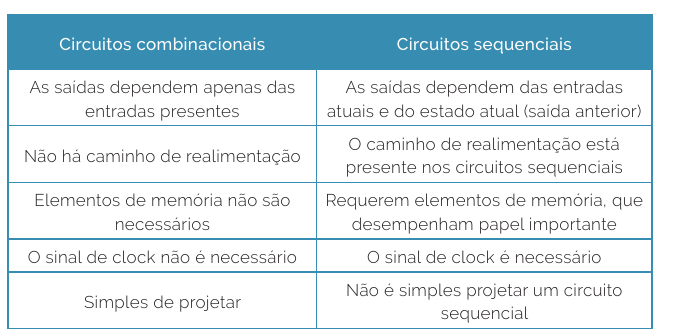 Circuitos combinacionais
Circuitos sequenciais
As saídas dependem apenas das
entradas presentes
As saídas dependem das entradas
atuais e do estado atual (saída anterior)
Não há caminho de realimentação
O caminho de realimentação está
presente nos circuitos sequenciais
Elementos de memória não são
necessários
Requerem elementos de memória, que
desempenham papel importante
O sinal de clock não é necessário
O sinal de clock é necessário
Simples de projetar
Não é simples projetar um circuito
sequencial